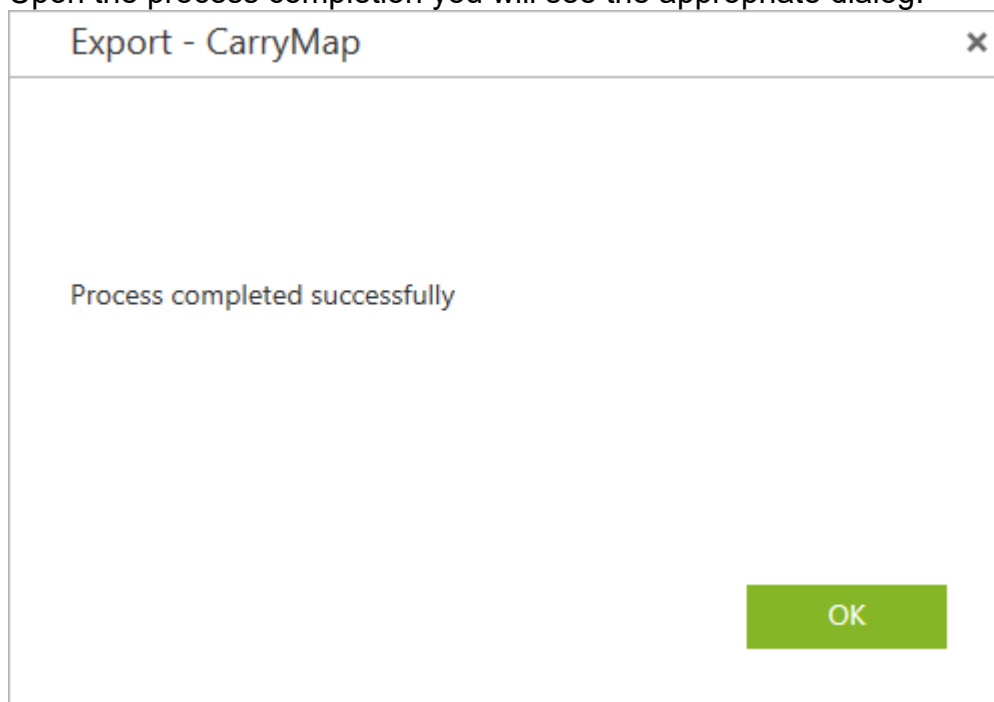 Upon the process completion you will see the appropriate dialog.
Export - CarryMap
Process completed successfully
OK